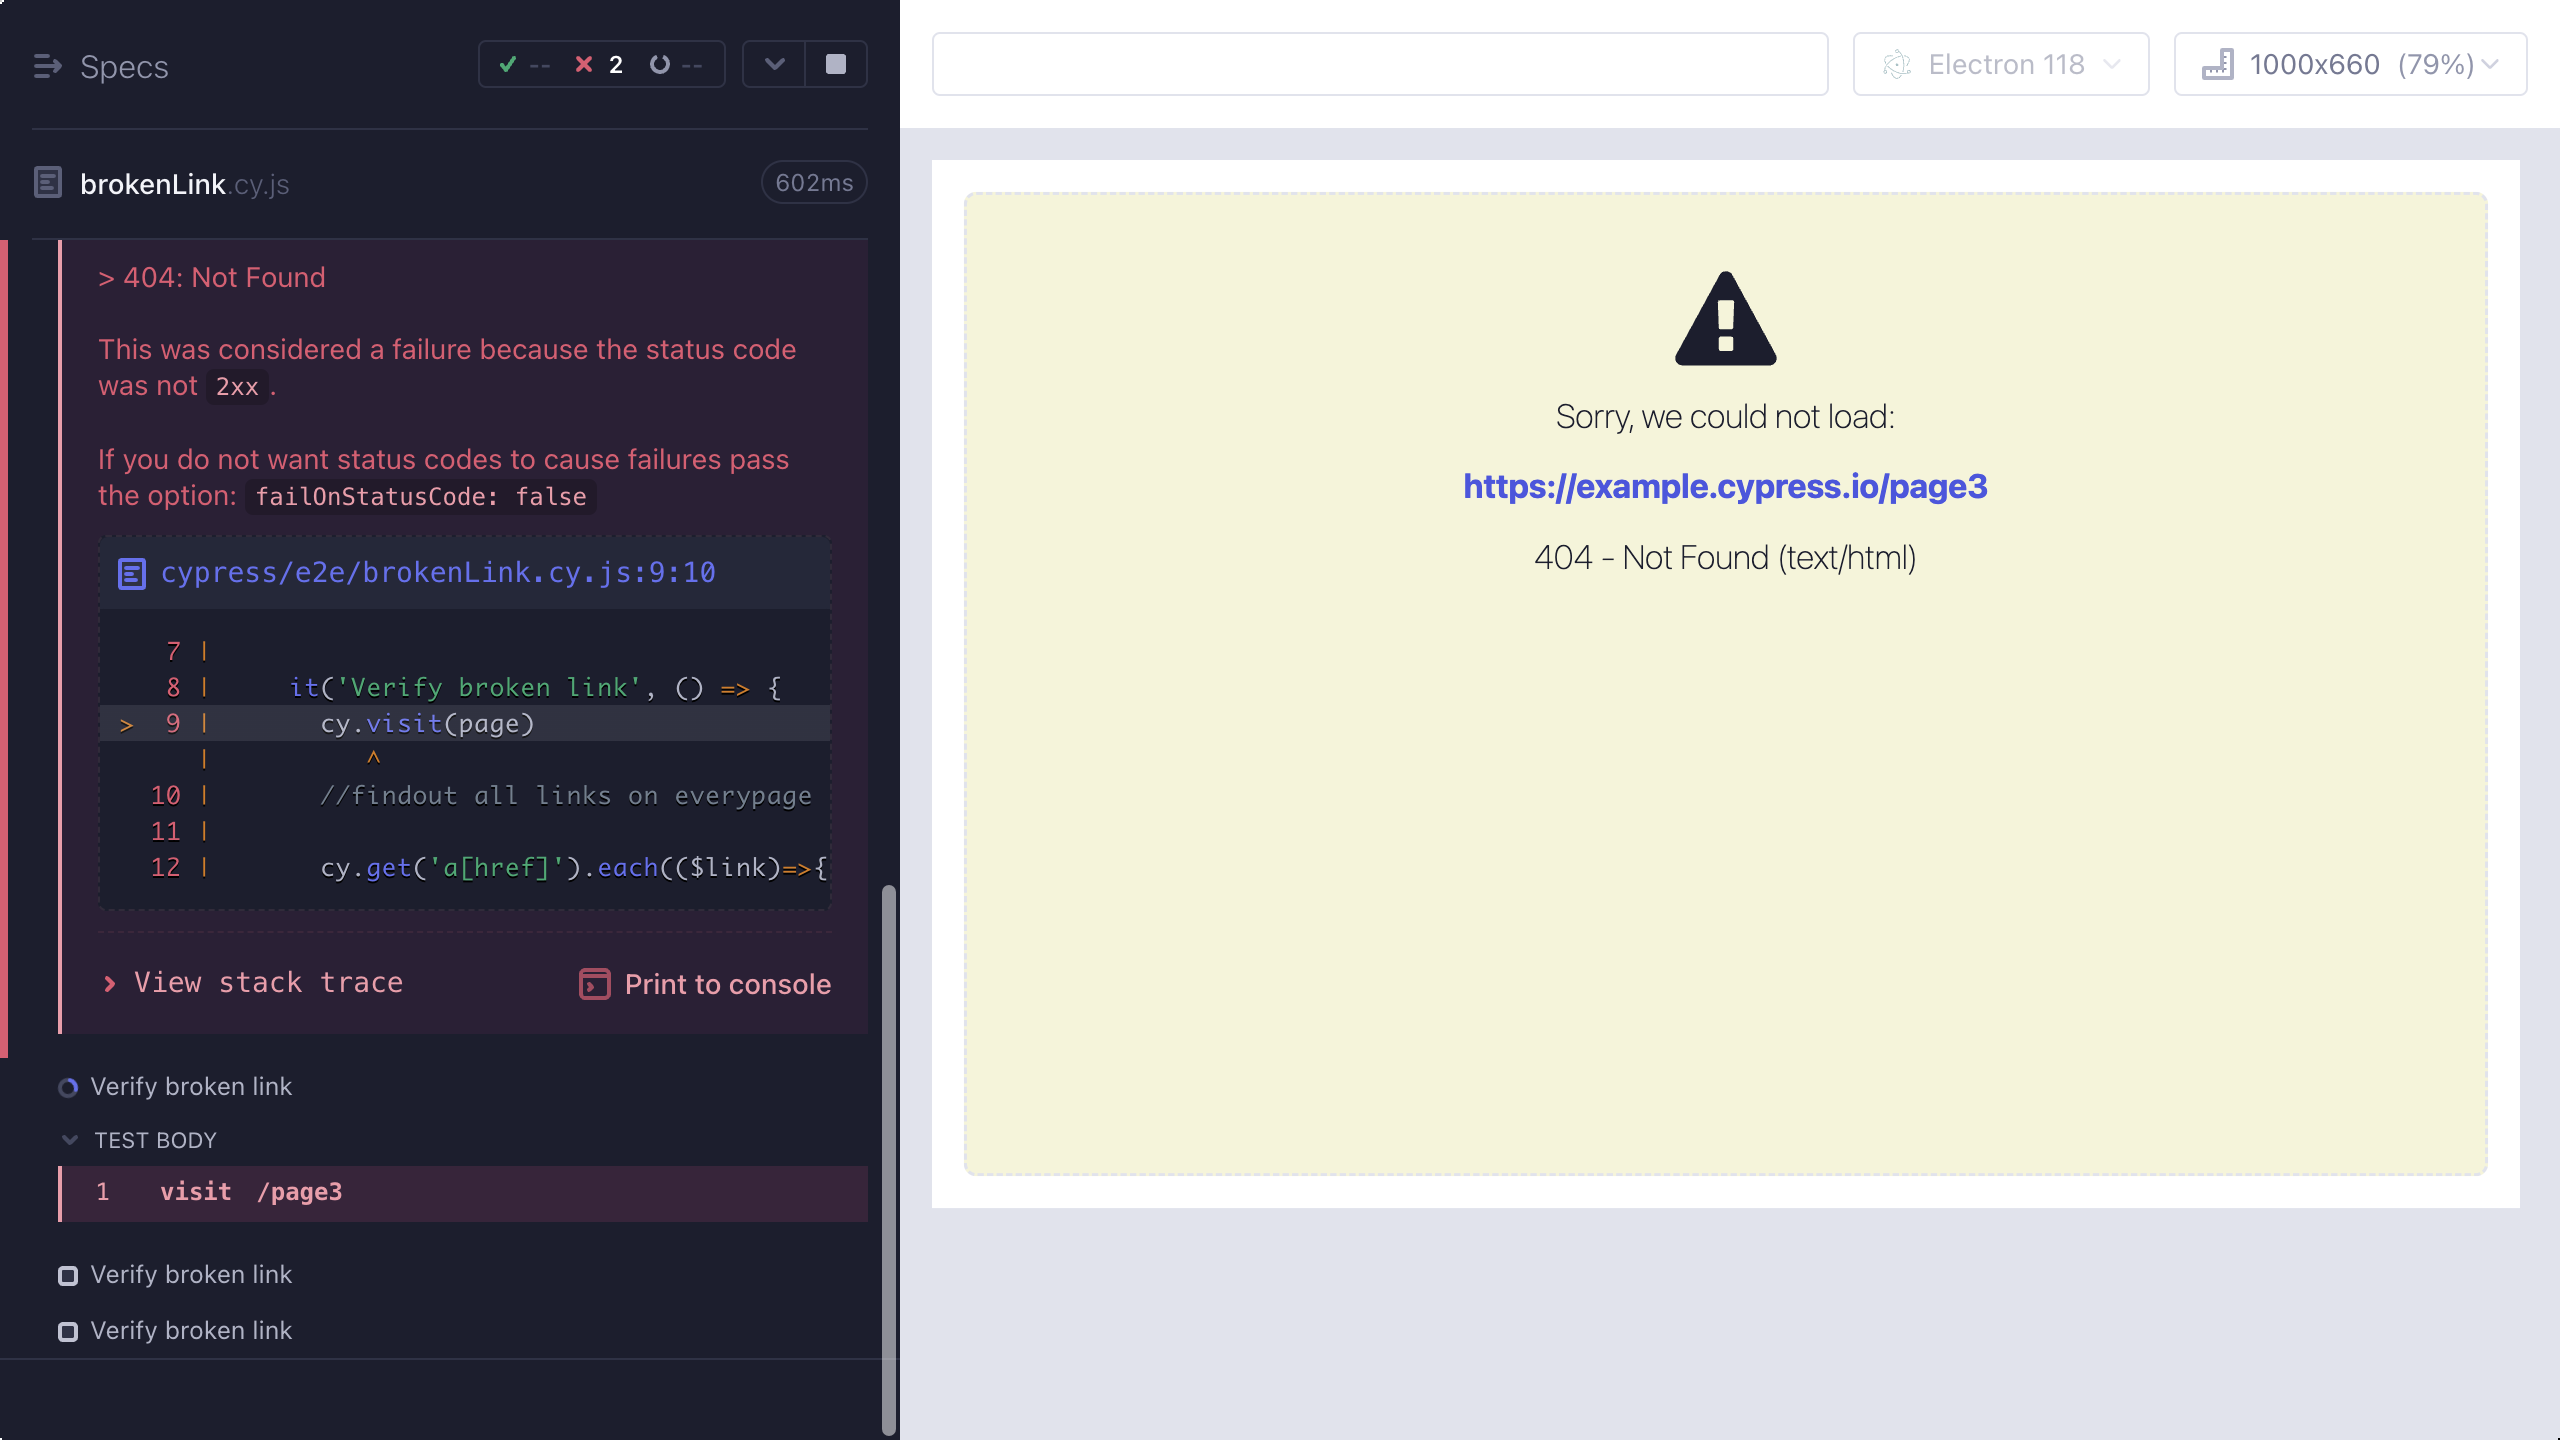 Specs
-- 2 --
brokenLink.cy.js
602ms
> 404: Not Found
This was considered a failure because the status code
was not 2xx .
If you do not want status codes to cause failures pass
the option: failOnStatusCode: false
cypress/e2e/brokenLink.cy.js:9:10
7 |
8 | it('Verify broken link', () => {
> 9 | cy.visit(page)
| ^
10 | //findout all links on everypage
11 |
12 | cy.get('a[href]').each(($link)=>{
View stack trace
Print to console
Verify broken link
TEST BODY
1 visit /page3
Verify broken link
Verify broken link
Electron 118
1000x660 (79%)
Sorry, we could not load:
https://example.cypress.io/page3
404 - Not Found (text/html)